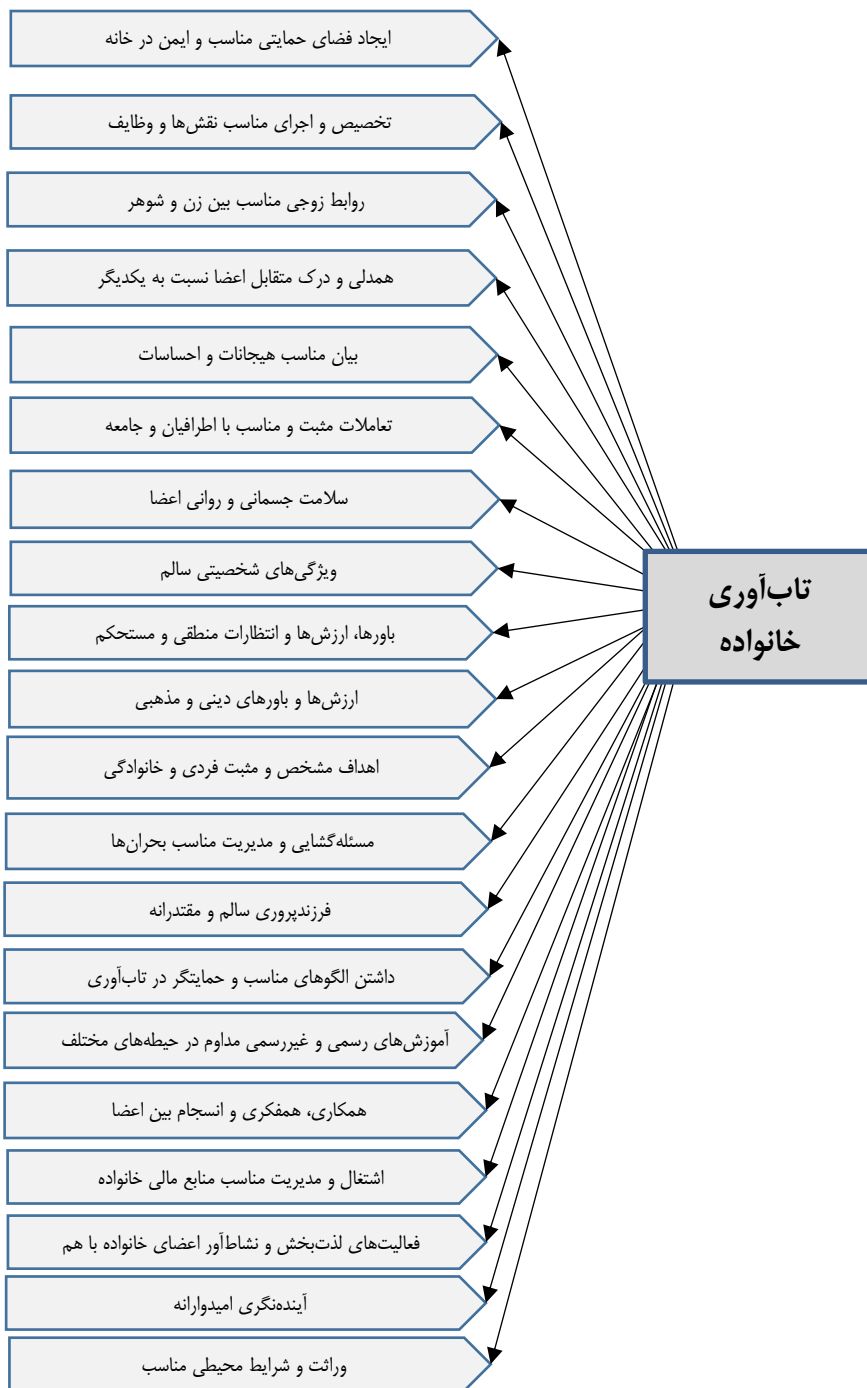 ایجاد فضای حمایتی مناسب و ایمن در خانه
تخصیص و اجرای مناسب نقش‌ها و وظایف
روابط زوجی مناسب بین زن و شوهر
همدلی و درک متقابل اعضا نسبت به یکدیگر
بیان مناسب هیجانات و احساسات
تعاملات مثبت و مناسب با اطرافیان و جامعه
سلامت جسمانی و روانی اعضا
ویژگی‌های شخصیتی سالم
باورها، ارزش‌ها و انتظارات منطقی و مستحکم
ارزش‌ها و باورهای دینی و مذهبی
اهداف مشخص و مثبت فردی و خانوادگی
مسئله‌گشایی و مدیریت مناسب بحران‌ها
فرزندپروری سالم و مقتدرانه
داشتن الگوهای مناسب و حمایتگر در تاب‌آوری
آموزش‌های رسمی و غیررسمی مداوم در حیطه‌های مختلف
همکاری، همفکری و انسجام بین اعضا
اشتغال و مدیریت مناسب منابع مالی خانواده
فعالیت‌های لذت‌بخش و نشاط‌آور اعضای خانواده با هم
آینده‌نگری امیدوارانه
وراثت و شرایط محیطی مناسب
تاب‌آوری
خانواده